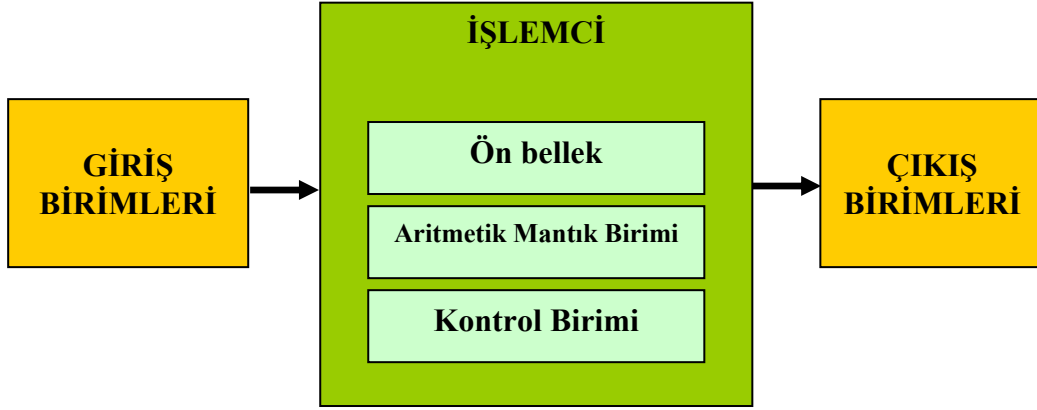 GİRİŞ
BİRİMLERİ
İŞLEMCİ
Ön bellek
Aritmetik Mantık Birimi
Kontrol Birimi
ÇIKIŞ
BİRİMLERİ